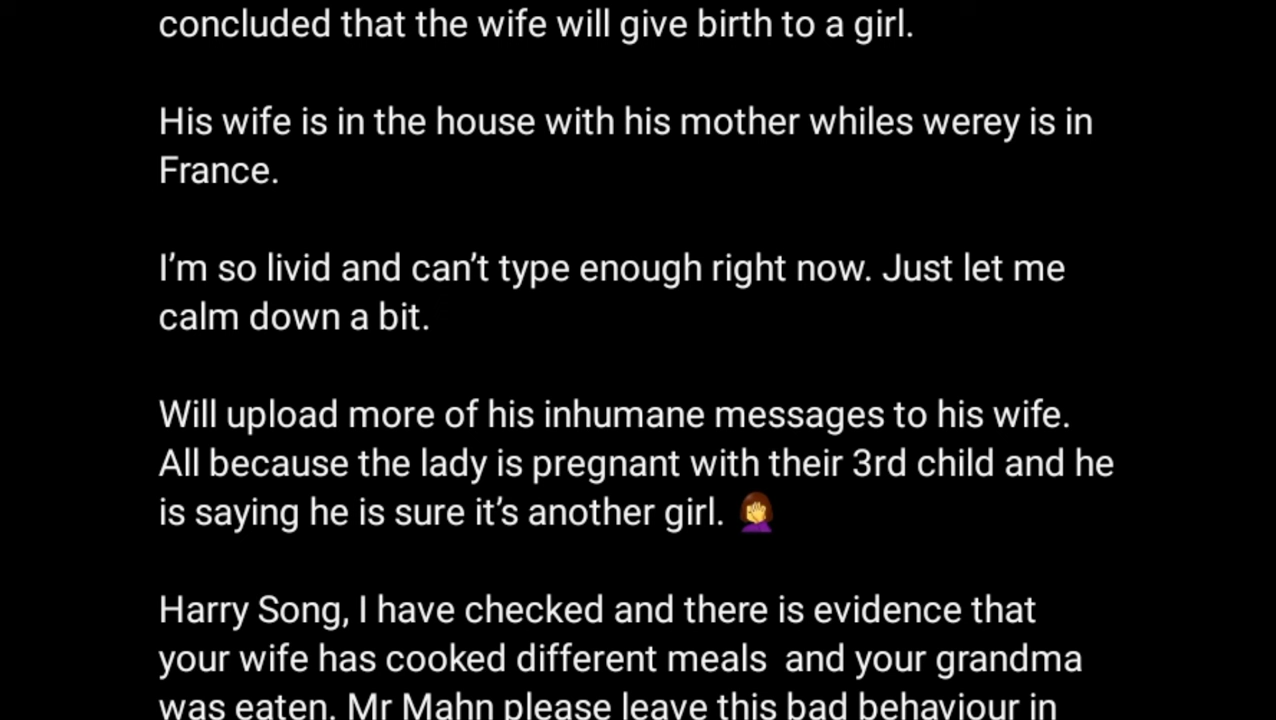 concluded that the wife will give birth to a girl.
His wife is in the house with his mother whiles werey is in
France.
I’m so livid and can’t type enough right now. Just let me
calm down a bit.
Will upload more of his inhumane messages to his wife.
All because the lady is pregnant with their 3rd child and he
is saying he is sure it’s another girl. 🤦‍♀️
Harry Song, I have checked and there is evidence that
your wife has cooked different meals  and your grandma
was eaten. Mr Mahn please leave this bad behaviour in